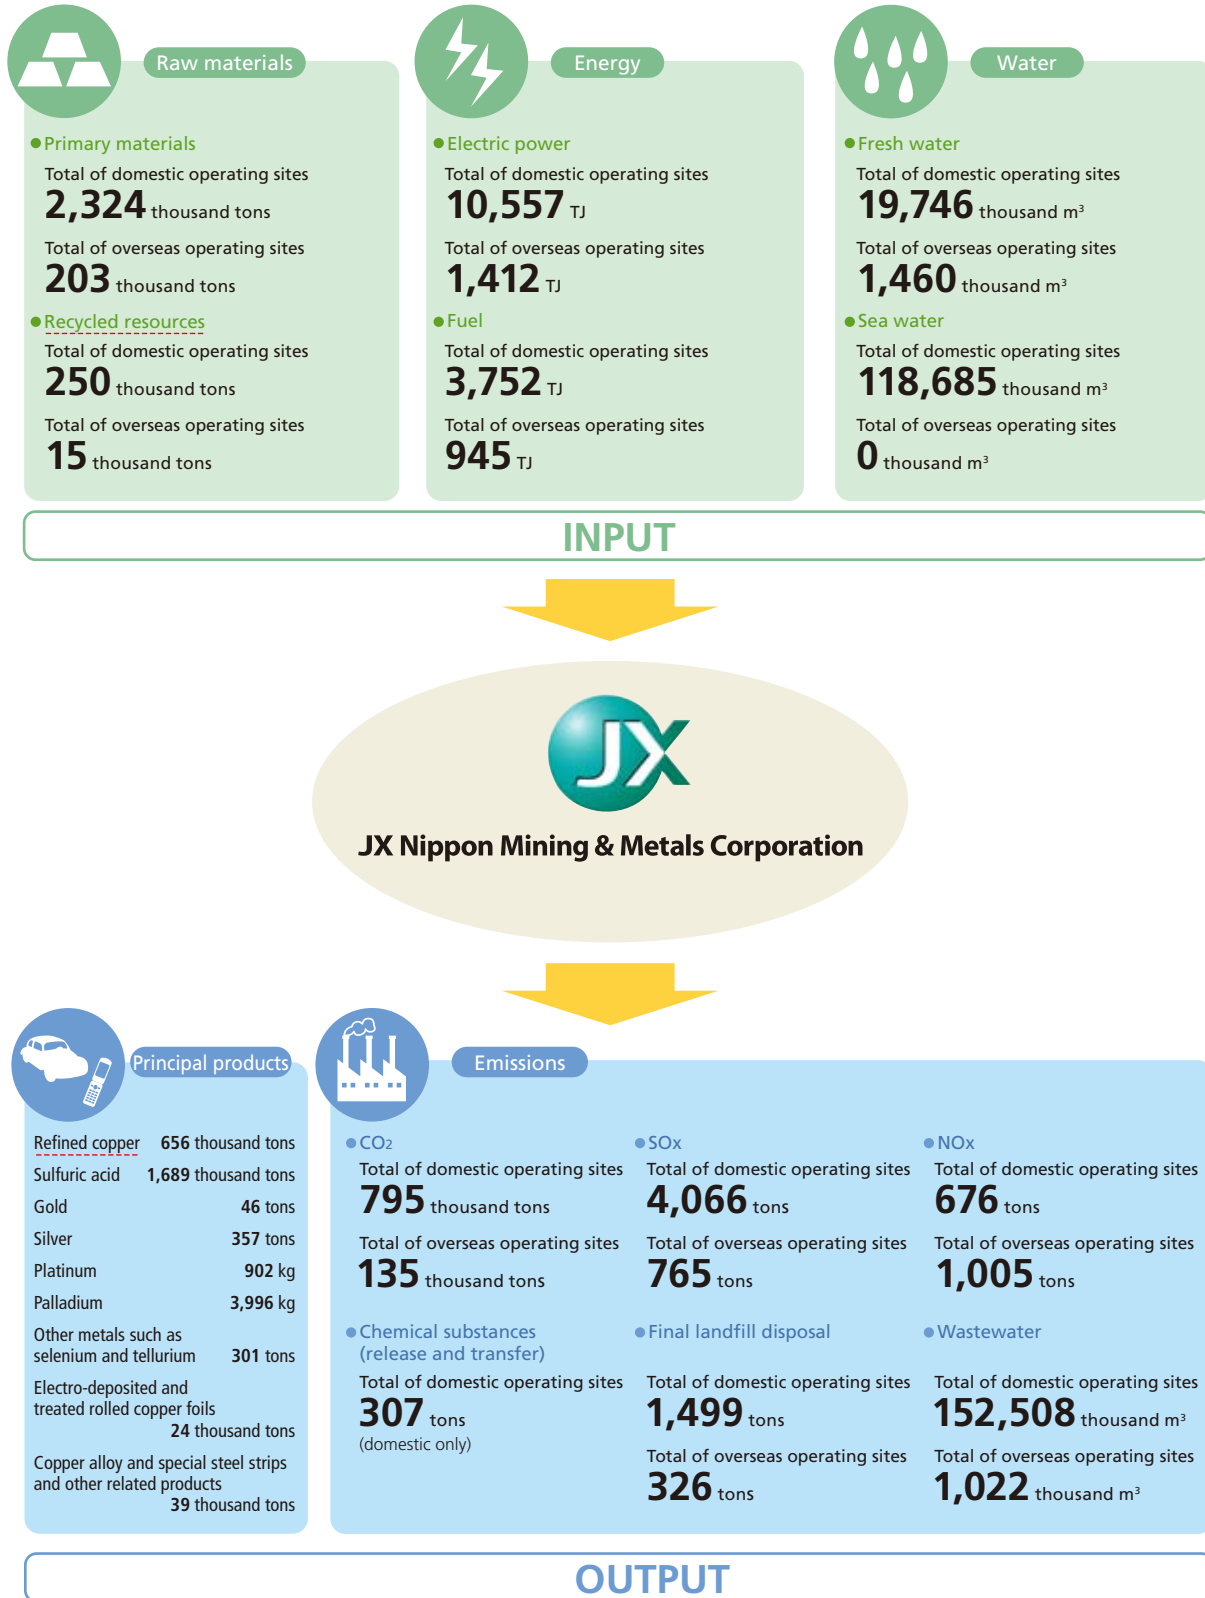 Raw materials
● Primary materials
Total of domestic operating sites
2,324 thousand tons
Total of overseas operating sites
203 thousand tons
● Recycled resources
Total of domestic operating sites
250 thousand tons
Total of overseas operating sites
15 thousand tons
Energy
● Electric power
Total of domestic operating sites
10,557 TJ
Total of overseas operating sites
1,412 TJ
● Fuel
Total of domestic operating sites
3,752 TJ
Total of overseas operating sites
945 TJ
Water
● Fresh water
Total of domestic operating sites
19,746 thousand m³
Total of overseas operating sites
1,460 thousand m³
● Sea water
Total of domestic operating sites
118,685 thousand m³
Total of overseas operating sites
0 thousand m³
INPUT
JX
JX Nippon Mining & Metals Corporation
Principal products
Refined copper 656 thousand tons
Sulfuric acid 1,689 thousand tons
Gold 46 tons
Silver 357 tons
Platinum 902 kg
Palladium 3,996 kg
Other metals such as
selenium and tellurium 301 tons
Electro-deposited and
treated rolled copper foils
24 thousand tons
Copper alloy and special steel strips
and other related products
39 thousand tons
Emissions
● CO₂
Total of domestic operating sites
795 thousand tons
Total of overseas operating sites
135 thousand tons
● SOx
Total of domestic operating sites
4,066 tons
Total of overseas operating sites
765 tons
● NOx
Total of domestic operating sites
676 tons
Total of overseas operating sites
1,005 tons
● Chemical substances
(release and transfer)
Total of domestic operating sites
307 tons
(domestic only)
● Final landfill disposal
Total of domestic operating sites
1,499 tons
Total of overseas operating sites
326 tons
● Wastewater
Total of domestic operating sites
152,508 thousand m³
Total of overseas operating sites
1,022 thousand m³
OUTPUT